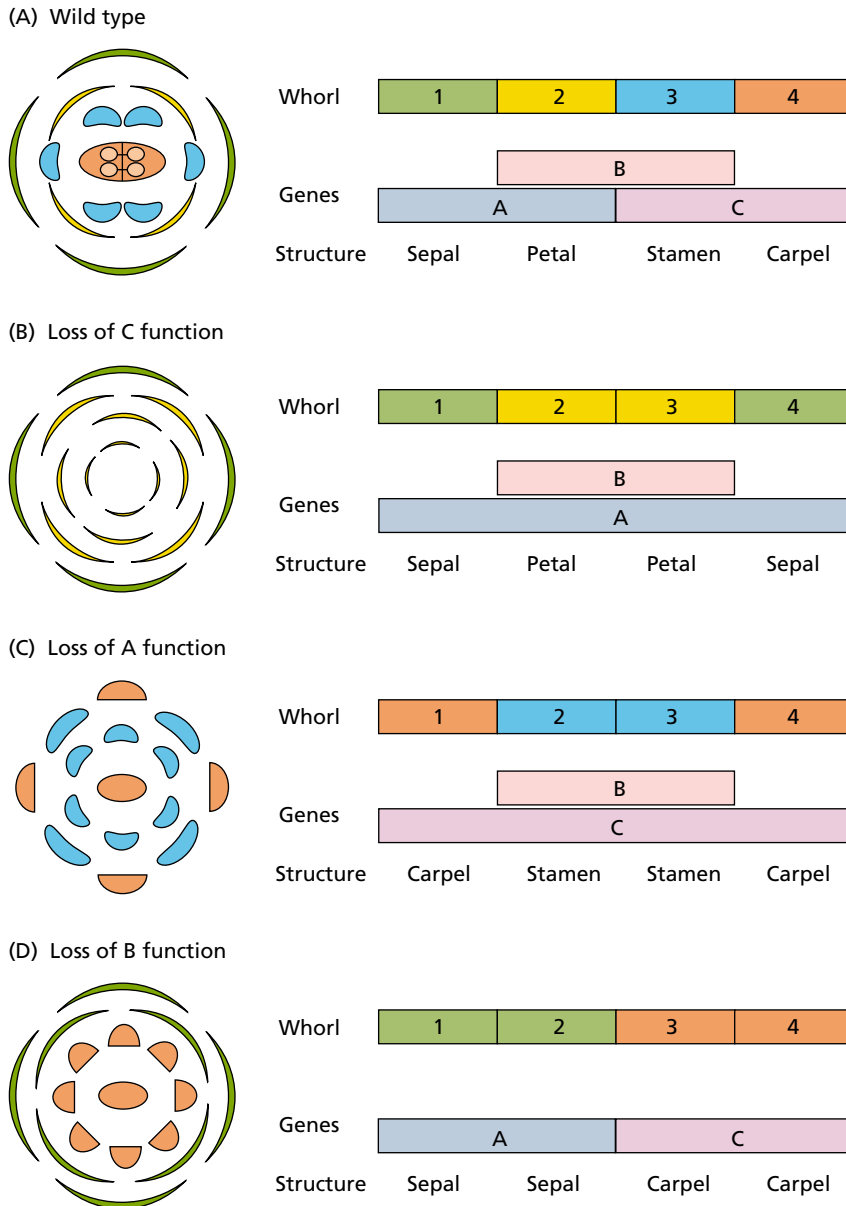 (A) Wild type
Whorl 1 2 3 4
B
Genes A C
Structure Sepal Petal Stamen Carpel
(B) Loss of C function
Whorl 1 2 3 4
B
Genes A
Structure Sepal Petal Petal Sepal
(C) Loss of A function
Whorl 1 2 3 4
B
Genes C
Structure Carpel Stamen Stamen Carpel
(D) Loss of B function
Whorl 1 2 3 4
Genes A C
Structure Sepal Sepal Carpel Carpel